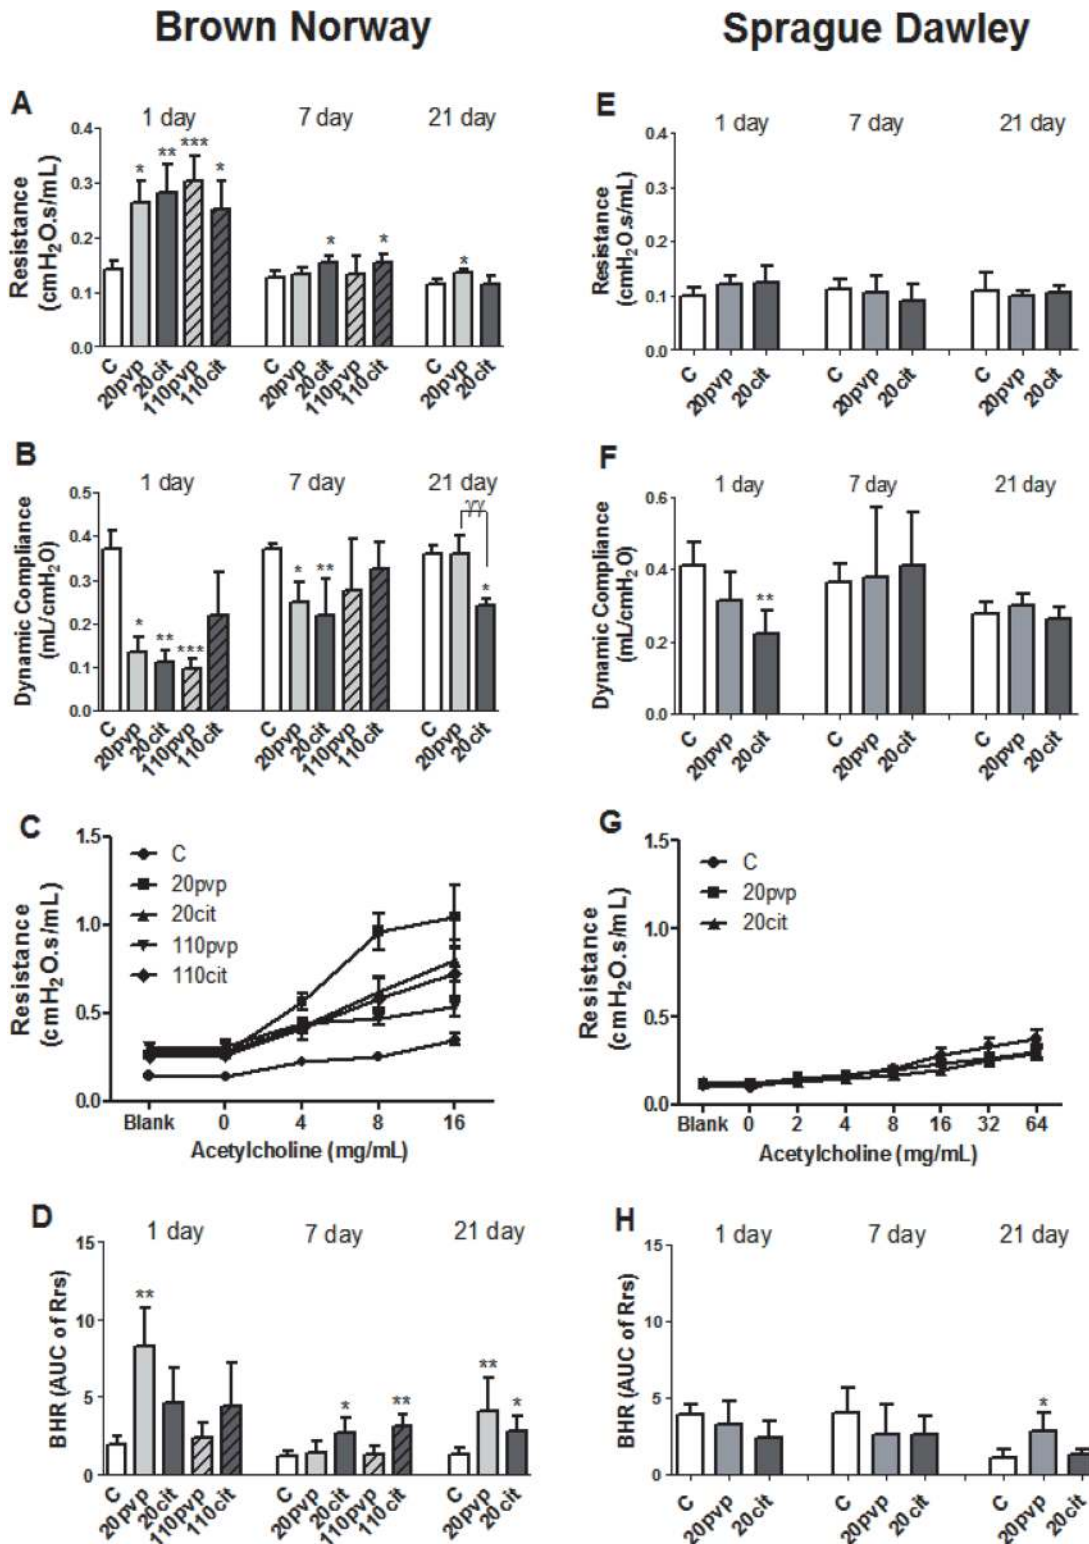 Brown Norway
Sprague Dawley
A
1 day
7 day
21 day
Resistance
(cmH₂O.s/mL)
0.4
0.3
0.2
0.1
0.0
*
**
***
*
*
*
*
C
20pvp
20cit
110pvp
110cit
C
20pvp
20cit
110pvp
110cit
C
20pvp
20cit
E
1 day
7 day
21 day
Resistance
(cmH₂O.s/mL)
0.4
0.3
0.2
0.1
0.0
C
20pvp
20cit
C
20pvp
20cit
C
20pvp
20cit
B
1 day
7 day
21 day
Dynamic Compliance
(mL/cmH₂O)
0.5
0.4
0.3
0.2
0.1
0.0
*
**
***
*
**
γγ
*
C
20pvp
20cit
110pvp
110cit
C
20pvp
20cit
110pvp
110cit
C
20pvp
20cit
F
1 day
7 day
21 day
Dynamic Compliance
(mL/cmH₂O)
0.6
0.4
0.2
0.0
**
C
20pvp
20cit
C
20pvp
20cit
C
20pvp
20cit
C
Resistance
(cmH₂O.s/mL)
1.5
1.0
0.5
0.0
C
20pvp
20cit
110pvp
110cit
Blank 0 4 8 16
Acetylcholine (mg/mL)
G
Resistance
(cmH₂O.s/mL)
1.5
1.0
0.5
0.0
C
20pvp
20cit
Blank 0 2 4 8 16 32 64
Acetylcholine (mg/mL)
D
1 day
7 day
21 day
BHR (AUC of Rrs)
15
10
5
0
**
*
**
**
*
C
20pvp
20cit
110pvp
110cit
C
20pvp
20cit
110pvp
110cit
C
20pvp
20cit
H
1 day
7 day
21 day
BHR (AUC of Rrs)
15
10
5
0
*
C
20pvp
20cit
C
20pvp
20cit
C
20pvp
20cit